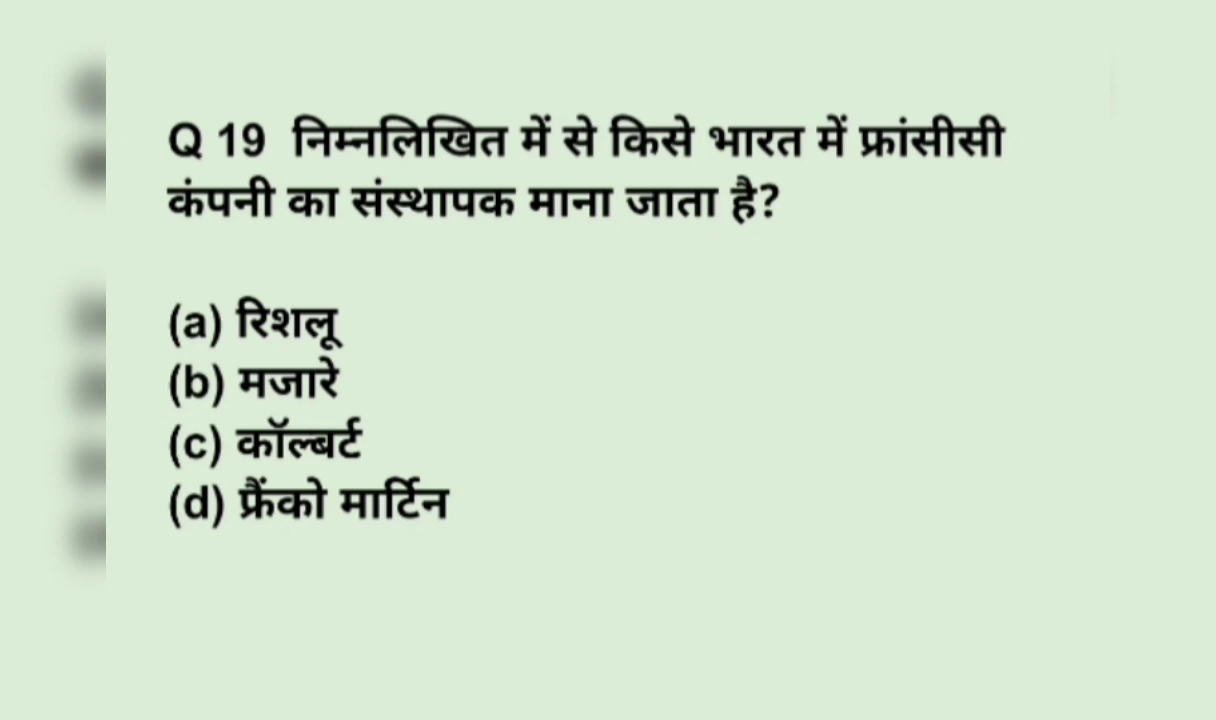 Q 19 निम्नलिखित में से किसे भारत में फ्रांसीसी
कंपनी का संस्थापक माना जाता है?
(a) रिशलू
(b) मजारे
(c) कॉल्बर्ट
(d) फ्रैंको मार्टिन